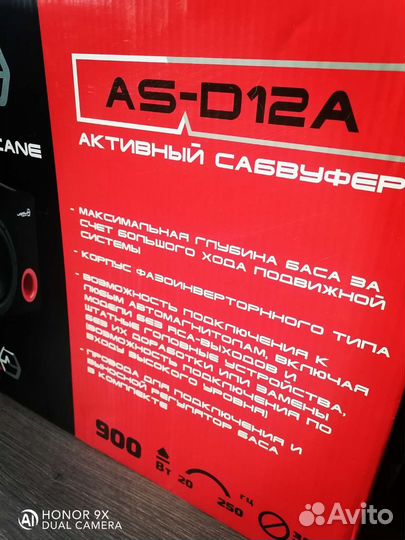 AS-D12A
CANE
АКТИВНЫЙ САБВУФЕР
- МАКСИМАЛЬНАЯ ГЛУБИНА БАСА ЗА
СЧЕТ БОЛЬШОГО ХОДА ПОДВИЖНОЙ
СИСТЕМЫ
- КОРПУС ФАЗОИНВЕРТОРННОГО ТИПА
- ВОЗМОЖНОСТЬ ПОДКЛЮЧЕНИЯ К
ЛЮБЫМ АВТОМАГНИТОЛАМ, ВКЛЮЧАЯ
МОДЕЛИ БЕЗ RCA-ВЫХОДОВ И
ШТАТНЫЕ ГОЛОВНЫЕ УСТРОЙСТВА,
БЕЗ ИХ ДОРАБОТКИ ИЛИ ЗАМЕНЫ
(ВОЗМОЖНОСТЬ ПОДКЛЮЧЕНИЯ ПО
ВХОДУ ВЫСОКОГО УРОВНЯ)
- ПРОВОДА ДЛЯ ПОДКЛЮЧЕНИЯ И
ВЫНОСНОЙ РЕГУЛЯТОР БАСА
В КОМПЛЕКТЕ
900 Вт 20 250 ГЦ
HONOR 9X
DUAL CAMERA
Avito